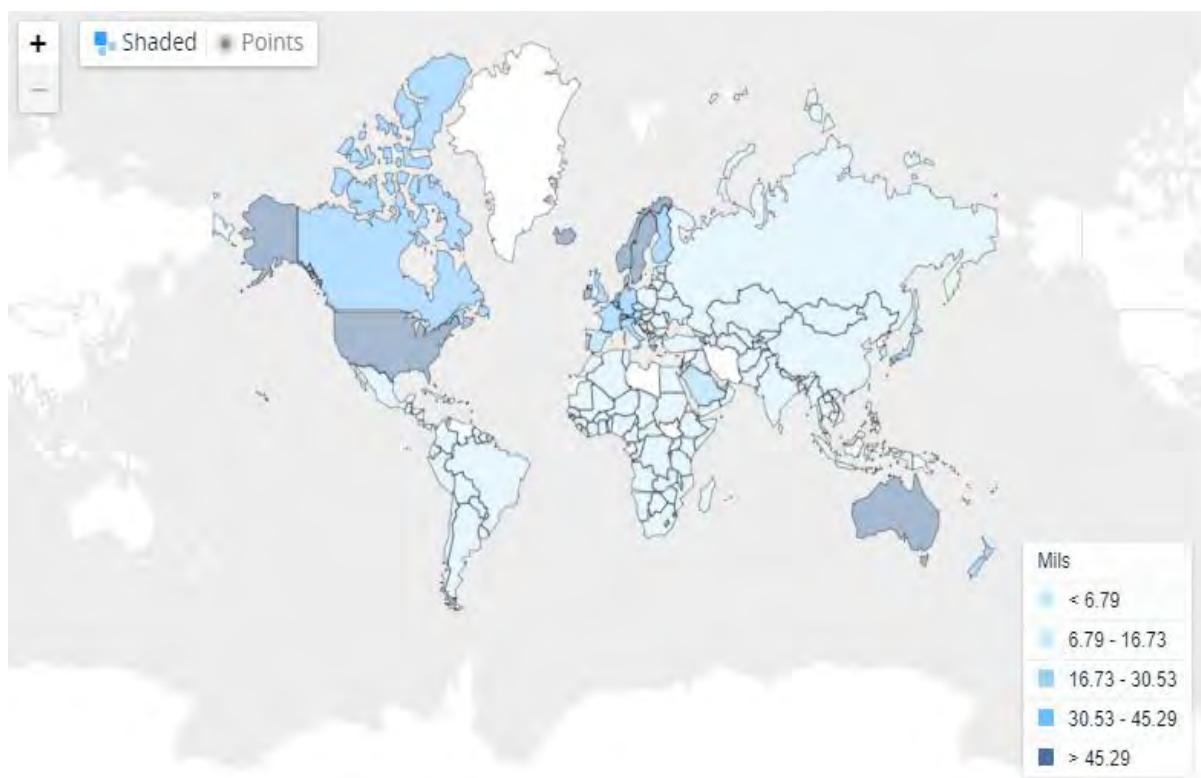 +
Shaded Points
−
Mils
< 6.79
6.79 - 16.73
16.73 - 30.53
30.53 - 45.29
> 45.29